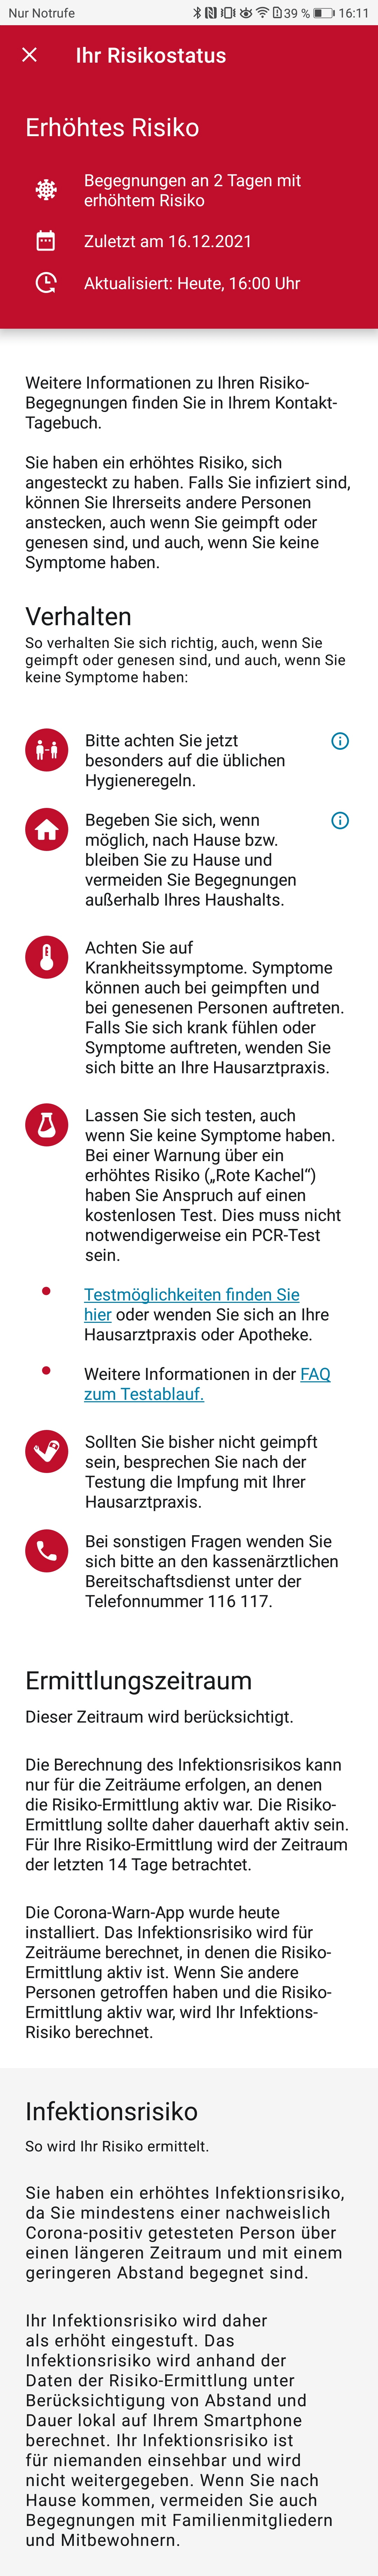 Nur Notrufe 39 % 16:11
Ihr Risikostatus
Erhöhtes Risiko
Begegnungen an 2 Tagen mit
erhöhtem Risiko
Zuletzt am 16.12.2021
Aktualisiert: Heute, 16:00 Uhr
Weitere Informationen zu Ihren Risiko-
Begegnungen finden Sie in Ihrem Kontakt-
Tagebuch.
Sie haben ein erhöhtes Risiko, sich
angesteckt zu haben. Falls Sie infiziert sind,
können Sie Ihrerseits andere Personen
anstecken, auch wenn Sie geimpft oder
genesen sind, und auch, wenn Sie keine
Symptome haben.
Verhalten
So verhalten Sie sich richtig, auch, wenn Sie
geimpft oder genesen sind, und auch, wenn Sie
keine Symptome haben:
Bitte achten Sie jetzt
besonders auf die üblichen
Hygieneregeln.
Begeben Sie sich, wenn
möglich, nach Hause bzw.
bleiben Sie zu Hause und
vermeiden Sie Begegnungen
außerhalb Ihres Haushalts.
Achten Sie auf
Krankheitssymptome. Symptome
können auch bei geimpften und
bei genesenen Personen auftreten.
Falls Sie sich krank fühlen oder
Symptome auftreten, wenden Sie
sich bitte an Ihre Hausarztpraxis.
Lassen Sie sich testen, auch
wenn Sie keine Symptome haben.
Bei einer Warnung über ein
erhöhtes Risiko („Rote Kachel“)
haben Sie Anspruch auf einen
kostenlosen Test. Dies muss nicht
notwendigerweise ein PCR-Test
sein.
Testmöglichkeiten finden Sie
hier oder wenden Sie sich an Ihre
Hausarztpraxis oder Apotheke.
Weitere Informationen in der FAQ
zum Testablauf.
Sollten Sie bisher nicht geimpft
sein, besprechen Sie nach der
Testung die Impfung mit Ihrer
Hausarztpraxis.
Bei sonstigen Fragen wenden Sie
sich bitte an den kassenärztlichen
Bereitschaftsdienst unter der
Telefonnummer 116 117.
Ermittlungszeitraum
Dieser Zeitraum wird berücksichtigt.
Die Berechnung des Infektionsrisikos kann
nur für die Zeiträume erfolgen, an denen
die Risiko-Ermittlung aktiv war. Die Risiko-
Ermittlung sollte daher dauerhaft aktiv sein.
Für Ihre Risiko-Ermittlung wird der Zeitraum
der letzten 14 Tage betrachtet.
Die Corona-Warn-App wurde heute
installiert. Das Infektionsrisiko wird für
Zeiträume berechnet, in denen die Risiko-
Ermittlung aktiv ist. Wenn Sie andere
Personen getroffen haben und die Risiko-
Ermittlung aktiv war, wird Ihr Infektions-
Risiko berechnet.
Infektionsrisiko
So wird Ihr Risiko ermittelt.
Sie haben ein erhöhtes Infektionsrisiko,
da Sie mindestens einer nachweislich
Corona-positiv getesteten Person über
einen längeren Zeitraum und mit einem
geringeren Abstand begegnet sind.
Ihr Infektionsrisiko wird daher
als erhöht eingestuft. Das
Infektionsrisiko wird anhand der
Daten der Risiko-Ermittlung unter
Berücksichtigung von Abstand und
Dauer lokal auf Ihrem Smartphone
berechnet. Ihr Infektionsrisiko ist
für niemanden einsehbar und wird
nicht weitergegeben. Wenn Sie nach
Hause kommen, vermeiden Sie auch
Begegnungen mit Familienmitgliedern
und Mitbewohnern.